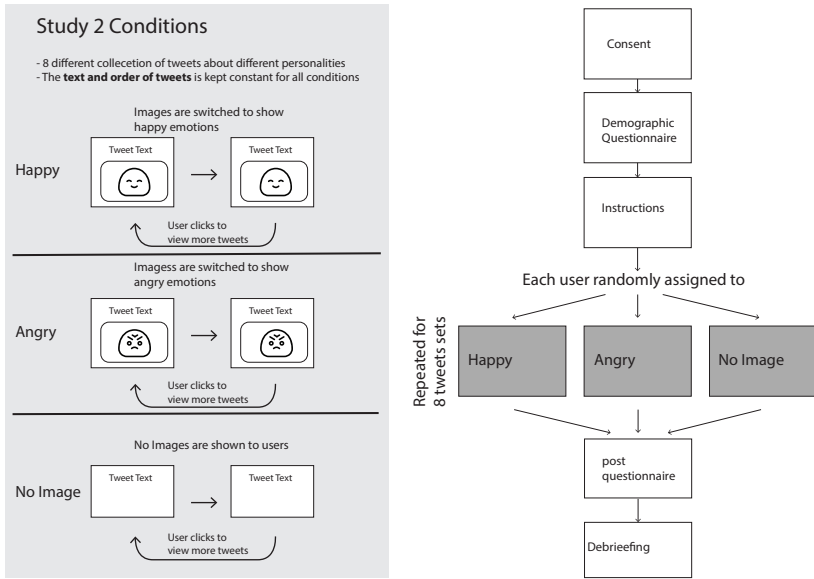 Study 2 Conditions
- 8 different collecetion of tweets about different personalities
- The text and order of tweets is kept constant for all conditions
Images are switched to show
happy emotions
Happy
Tweet Text
Tweet Text
User clicks to
view more tweets
Imagess are switched to show
angry emotions
Angry
Tweet Text
Tweet Text
User clicks to
view more tweets
No Images are shown to users
No Image
Tweet Text
Tweet Text
User clicks to
view more tweets
Consent
Demographic
Questionnaire
Instructions
Each user randomly assigned to
Repeated for
8 tweets sets
Happy
Angry
No Image
post
questionnaire
Debrieefing